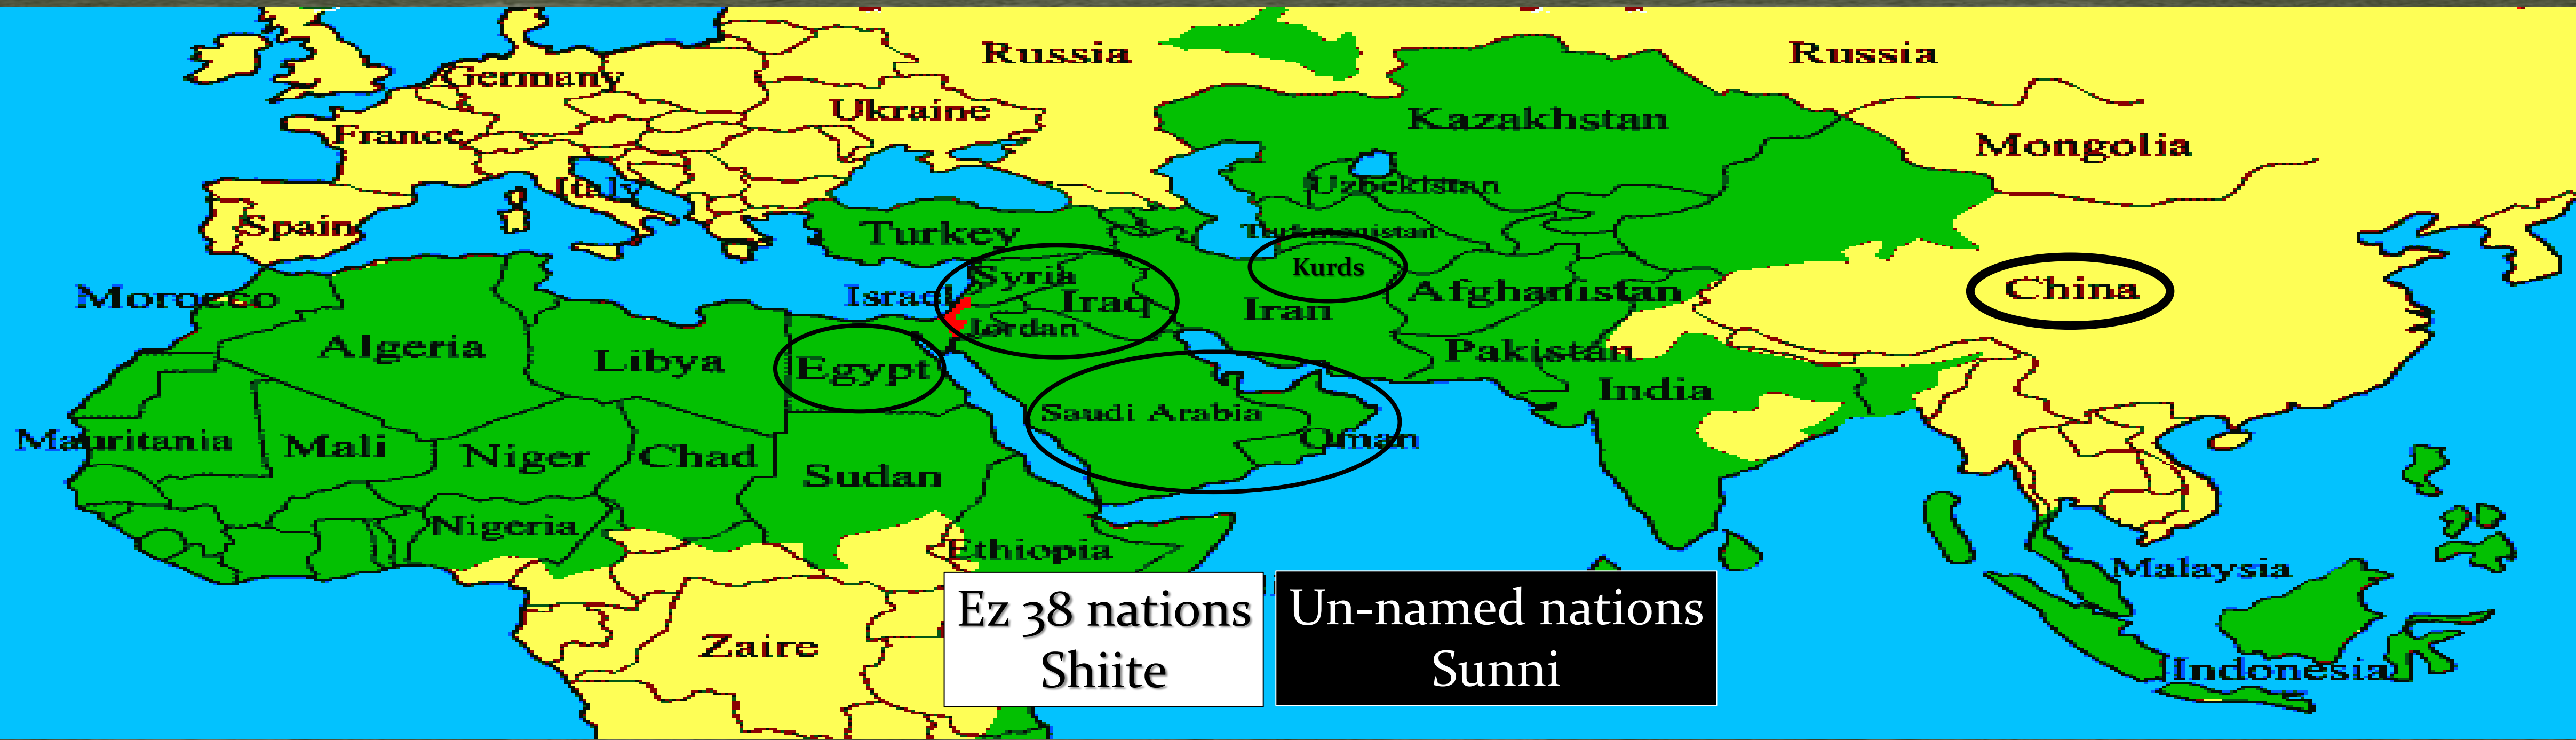 Russia
Russia
Germany
Ukraine
Kazakhstan
France
Mongolia
Italy
Uzbekistan
Spain
Turkey
Turkmenistan
Kurds
Syria
China
Morocco
Israel
Iraq
Iran
Afghanistan
Jordan
Algeria
Libya
Egypt
Pakistan
India
Saudi Arabia
Oman
Mauritania
Mali
Niger
Chad
Sudan
Nigeria
Ethiopia
Malaysia
Zaire
Indonesia
Ez 38 nations
Shiite
Un-named nations
Sunni